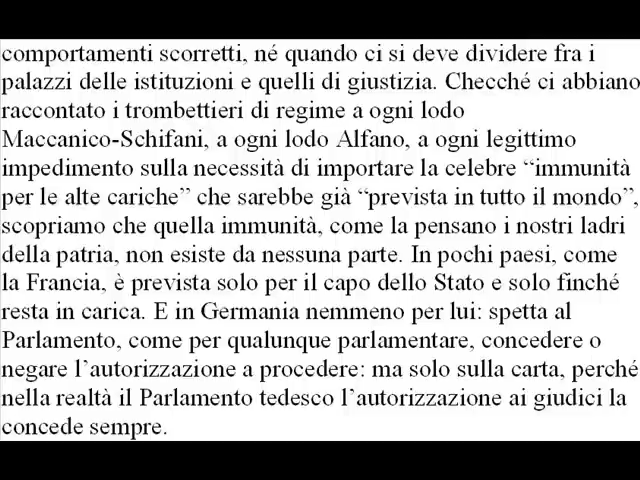 comportamenti scorretti, né quando ci si deve dividere fra i
palazzi delle istituzioni e quelli di giustizia. Checché ci abbiano
raccontato i trombettieri di regime a ogni lodo
Maccanico-Schifani, a ogni lodo Alfano, a ogni legittimo
impedimento sulla necessità di importare la celebre “immunità
per le alte cariche” che sarebbe già “prevista in tutto il mondo”,
scopriamo che quella immunità, come la pensano i nostri ladri
della patria, non esiste da nessuna parte. In pochi paesi, come
la Francia, è prevista solo per il capo dello Stato e solo finché
resta in carica. E in Germania nemmeno per lui: spetta al
Parlamento, come per qualunque parlamentare, concedere o
negare l’autorizzazione a procedere: ma solo sulla carta, perché
nella realtà il Parlamento tedesco l’autorizzazione ai giudici la
concede sempre.